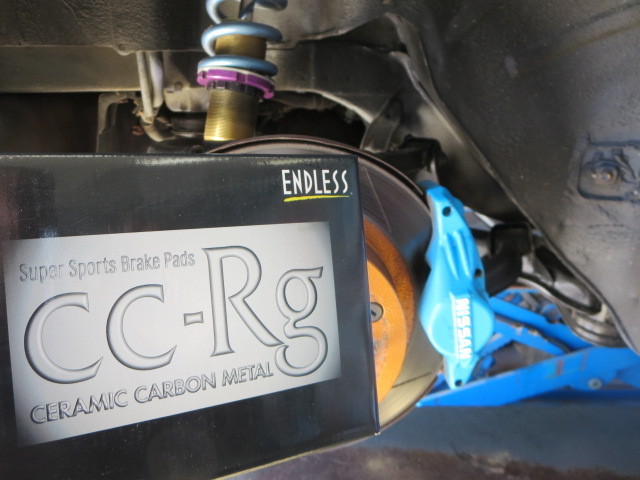 ENDLESS
Super Sports Brake Pads
CC-Rg
CERAMIC CARBON METAL
NISSAN